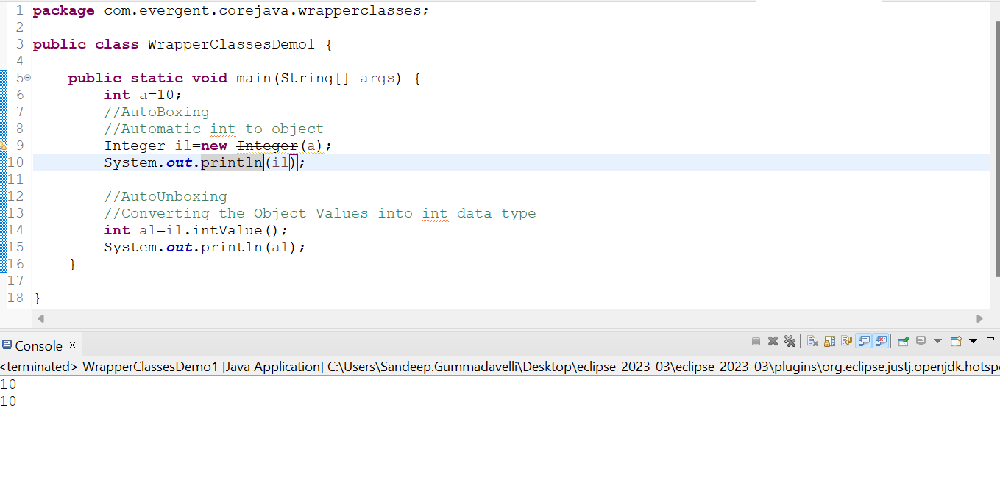 1 package com.evergent.corejava.wrapperclasses;
2
3 public class WrapperClassesDemo1 {
4
5 public static void main(String[] args) {
6 int a=10;
7 //AutoBoxing
8 //Automatic int to object
9 Integer il=new Integer(a);
10 System.out.println(il);
11
12 //AutoUnboxing
13 //Converting the Object Values into int data type
14 int al=il.intValue();
15 System.out.println(al);
16 }
17
18 }
Console
<terminated> WrapperClassesDemo1 [Java Application] C:\Users\Sandeep.Gummadavelli\Desktop\eclipse-2023-03\eclipse-2023-03\plugins\org.eclipse.justj.openjdk.hotsp
10
10